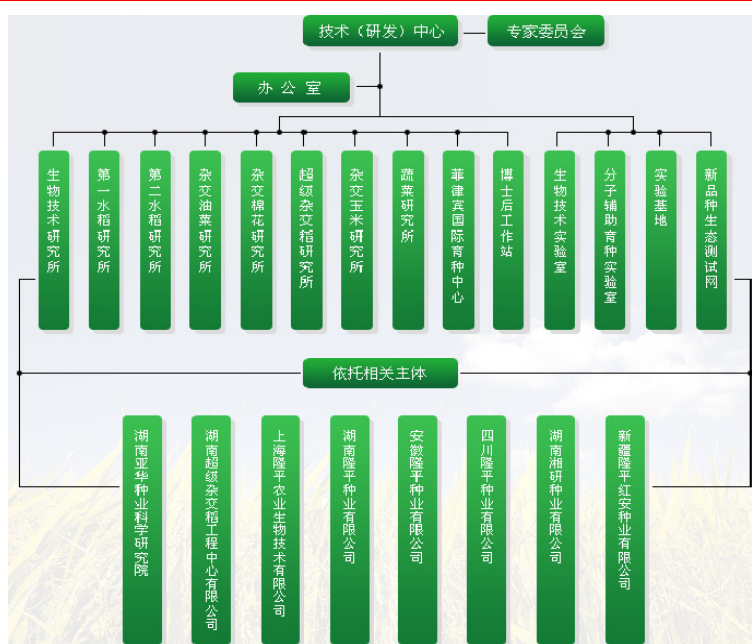 技术（研发）中心
专家委员会
办公室
生物技术研究所
第一水稻研究所
第二水稻研究所
杂交油菜研究所
杂交棉花研究所
超级杂交稻研究所
杂交玉米研究所
蔬菜研究所
菲律宾国际育种中心
博士后工作站
生物技术实验室
分子辅助育种实验室
实验基地
新品种生态测试网
依托相关主体
湖南亚华种业科学研究院
湖南超级杂交稻工程中心有限公司
上海隆平农业生物技术有限公司
湖南隆平种业有限公司
安徽隆平种业有限公司
四川隆平种业有限公司
湖南湘研种业有限公司
新疆隆平红安种业有限公司